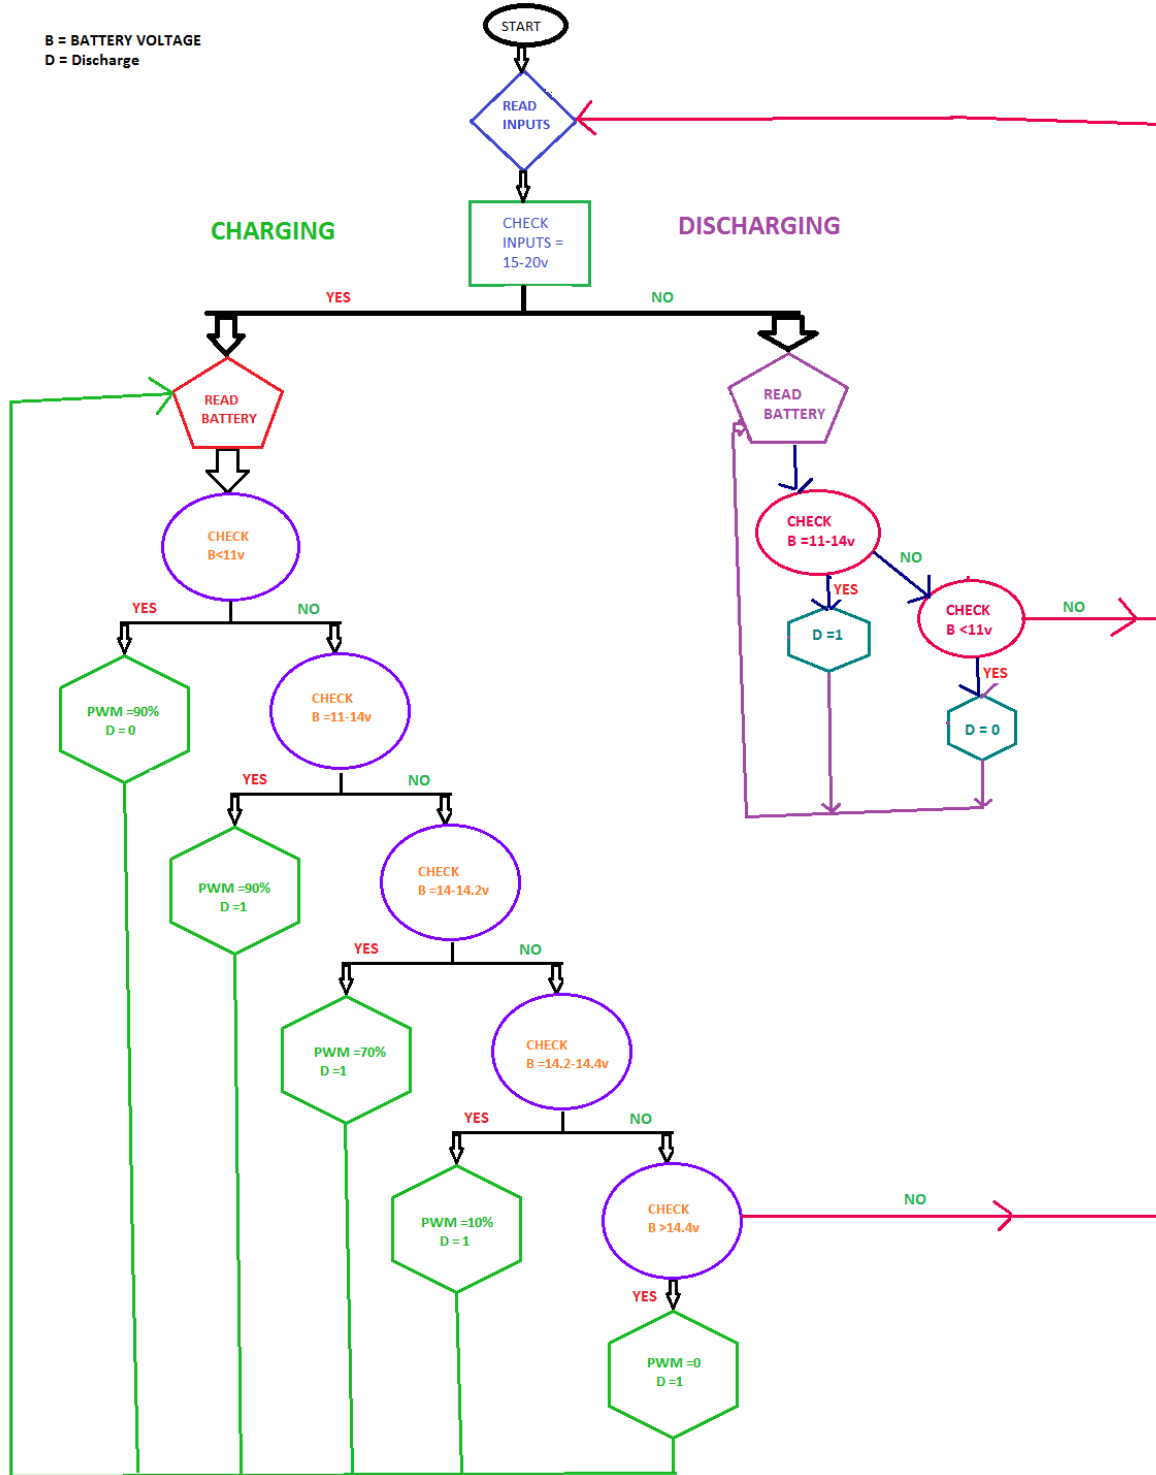 START
B = BATTERY VOLTAGE
D = Discharge
READ
INPUTS
CHARGING
DISCHARGING
CHECK
INPUTS =
15-20v
YES
NO
READ
BATTERY
READ
BATTERY
CHECK
B<11v
CHECK
B =11-14v
NO
YES
CHECK
B <11v
NO
D =1
YES
D = 0
YES
NO
PWM =90%
D = 0
CHECK
B =11-14v
YES
NO
PWM =90%
D =1
CHECK
B =14-14.2v
YES
NO
PWM =70%
D =1
CHECK
B =14.2-14.4v
YES
NO
PWM =10%
D = 1
CHECK
B >14.4v
NO
YES
PWM =0
D =1